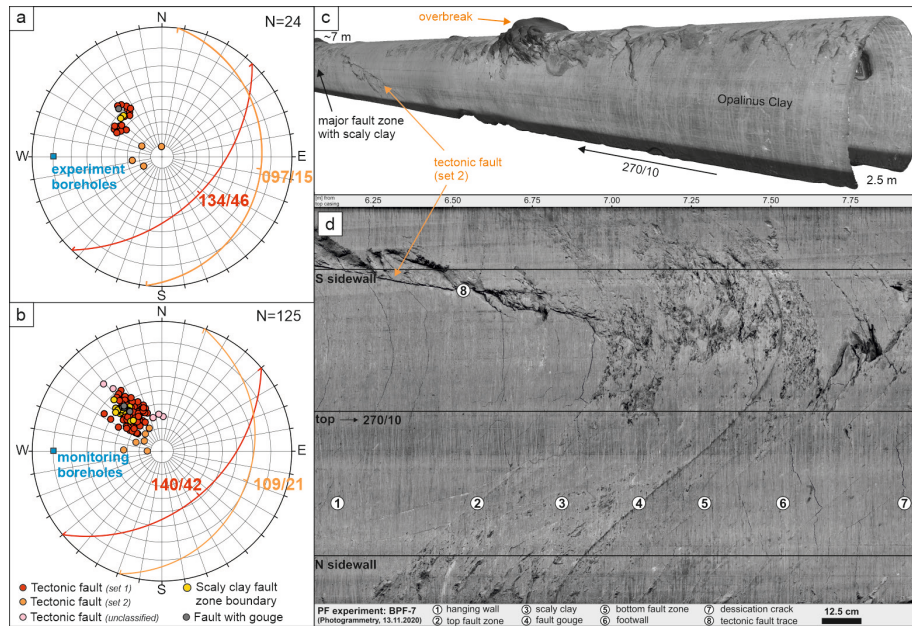 a
N
N=24
W
E
S
experiment
boreholes
134/46
097/15
b
N
N=125
W
E
S
monitoring
boreholes
140/42
109/21
Tectonic fault (set 1)
Tectonic fault (set 2)
Tectonic fault (unclassified)
Scaly clay fault
zone boundary
Fault with gouge
c
overbreak
~7 m
major fault zone
with scaly clay
tectonic fault
(set 2)
Opalinus Clay
270/10
2.5 m
[m] from
top casing
6.25 6.50 6.75 7.00 7.25 7.50 7.75
d
S sidewall
8
top → 270/10
1 2 3 4 5 6 7
N sidewall
PF experiment: BPF-7
(Photogrammetry, 13.11.2020)
1 hanging wall
2 top fault zone
3 scaly clay
4 fault gouge
5 bottom fault zone
6 footwall
7 dessication crack
8 tectonic fault trace
12.5 cm